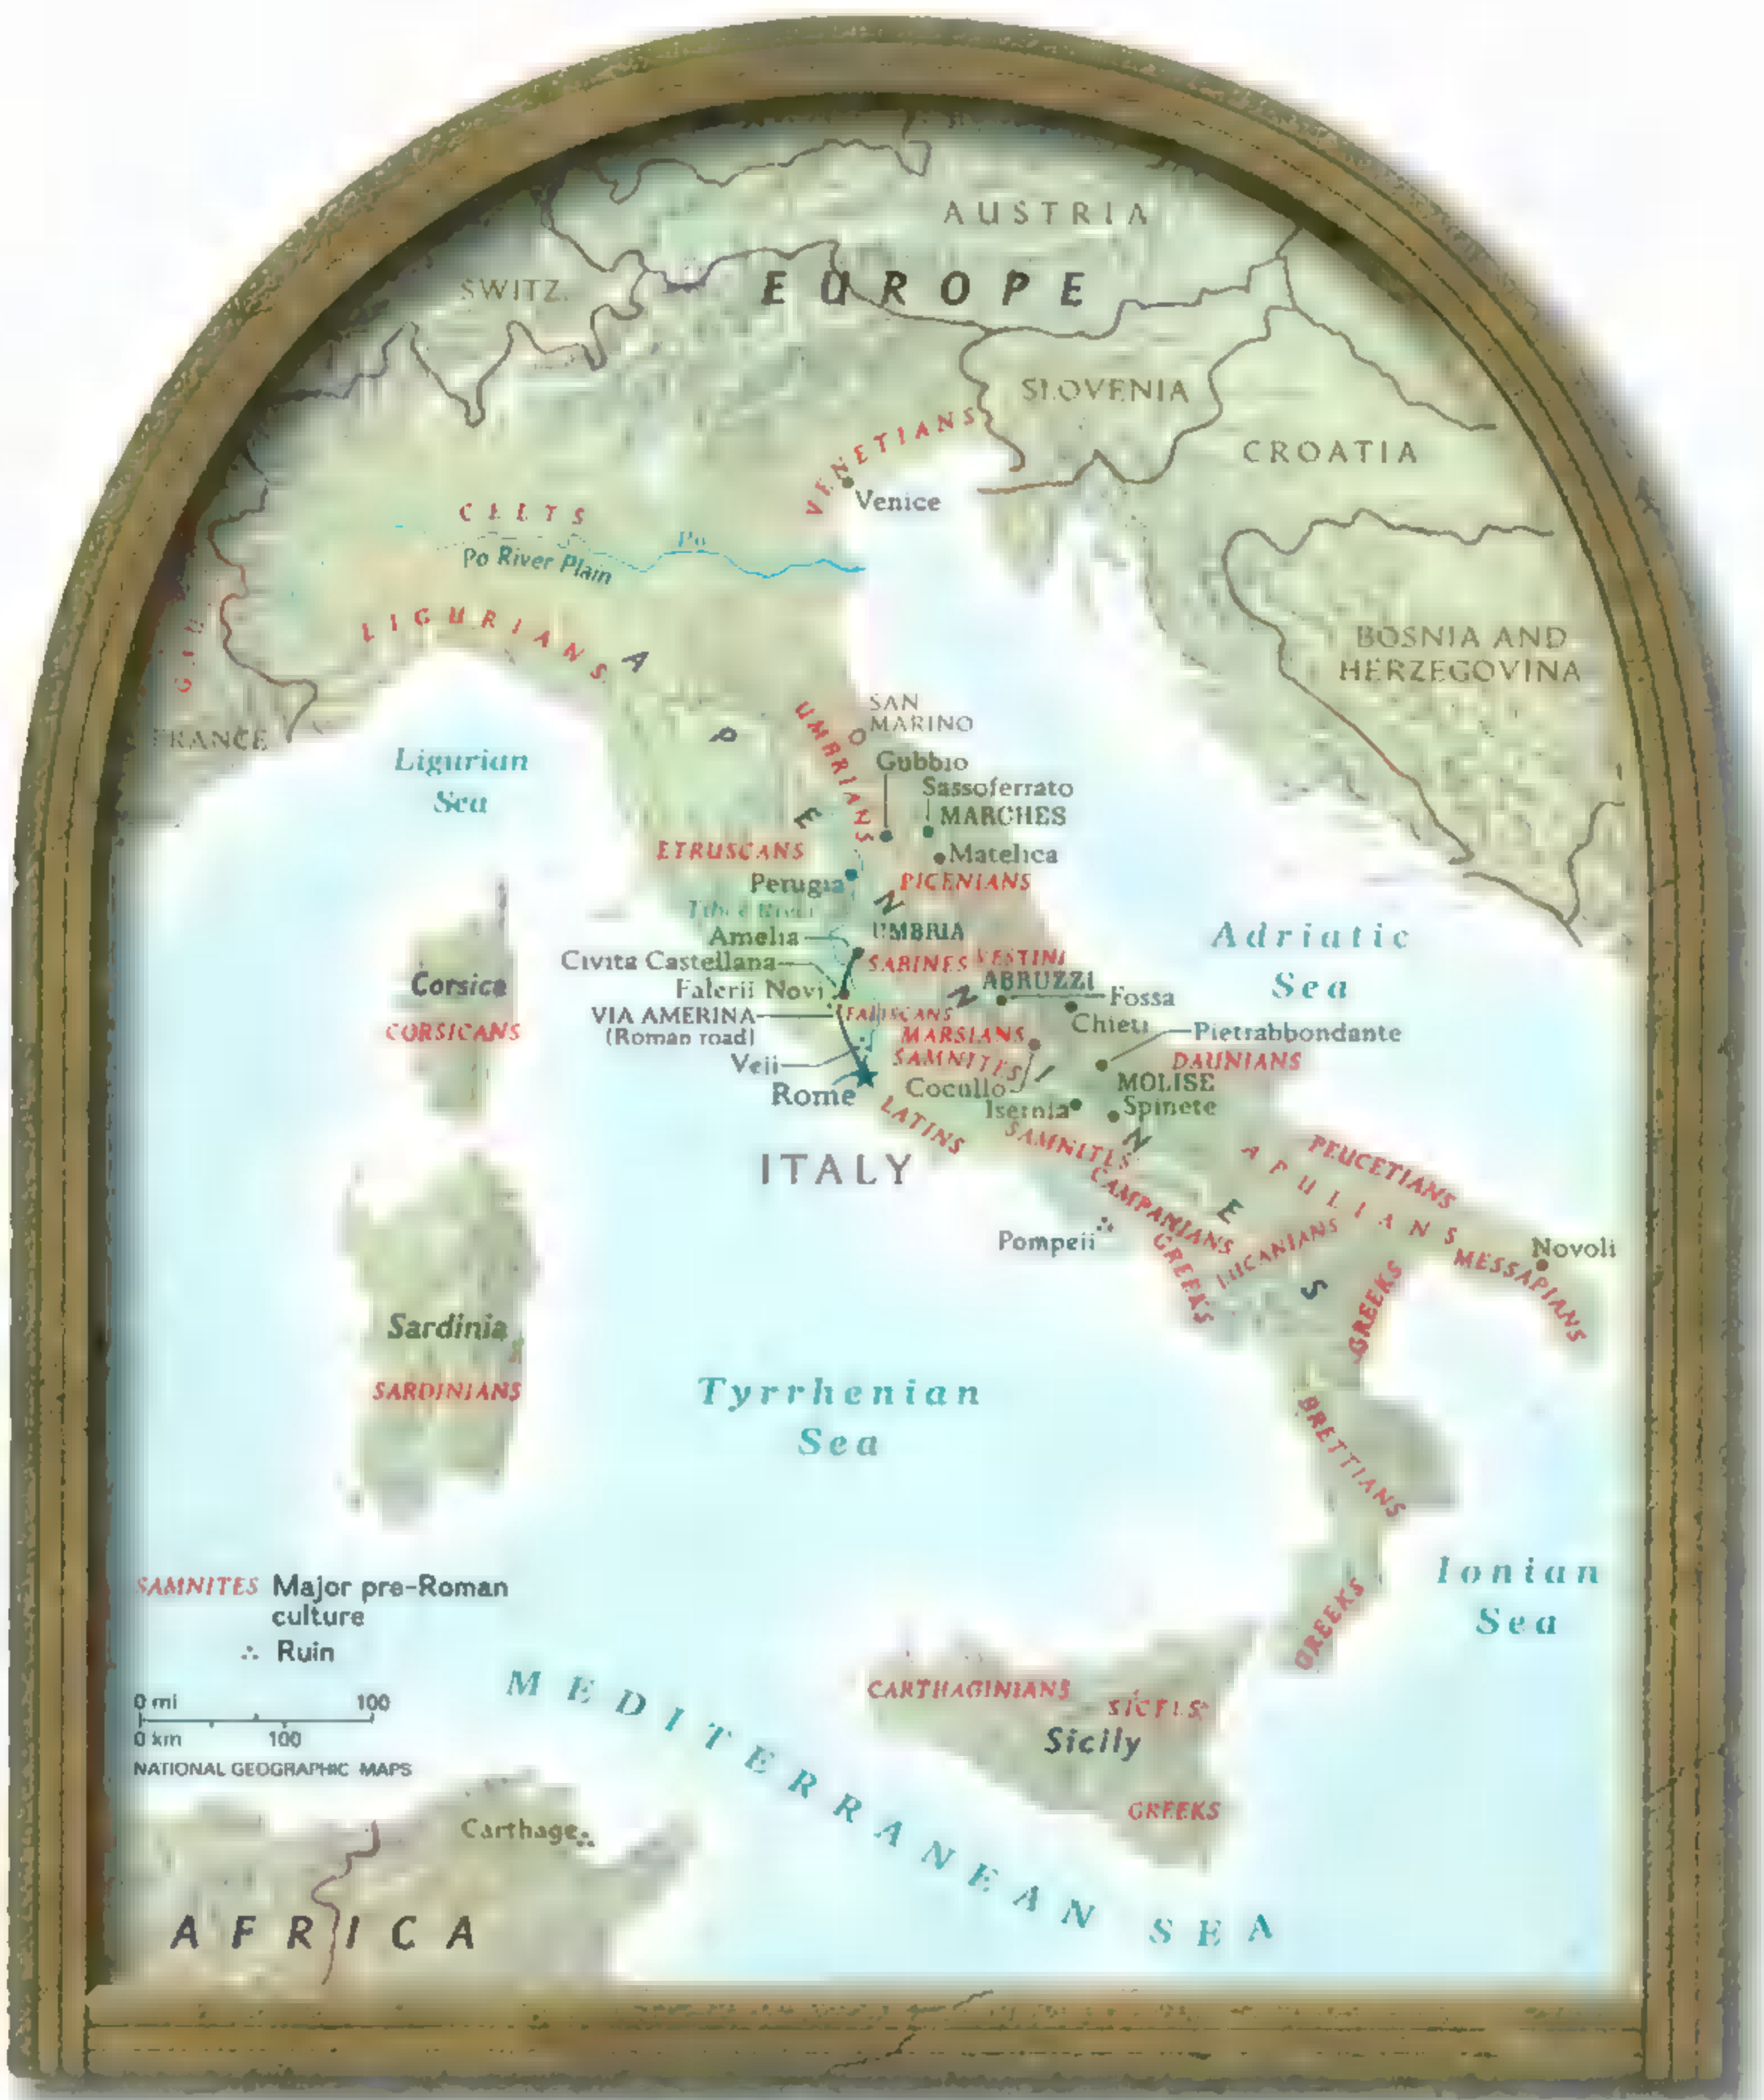 AUSTRIA
SWITZ.
EUROPE
SLOVENIA
CROATIA
VENETIANS
Venice
CELTS
Po
Po River Plain
LIGURIANS
BOSNIA AND
HERZEGOVINA
FRANCE
SAN
MARINO
UMBRIANS
APENNINES
Ligurian
Sea
Gubbio
Sassoferrato
MARCHES
ETRUSCANS
Matelica
Perugia
PICENIANS
Tiber River
Amelia
UMBRIA
Adriatic
Sea
Civita Castellana
SABINES
VESTINI
Corsica
Falerii Novi
ABRUZZI
Fossa
CORSICANS
VIA AMERINA
(Roman road)
FALISCANS
Chieti
MARSIANS
Pietrabbondante
Veii
SAMNITES
DAUNIANS
Rome
Cocullo
MOLISE
Isernia
Spinete
LATINS
SAMNITES
ITALY
PEUCETIANS
APULIANS
CAMPANIANS
Pompeii
GREEKS
LUCANIANS
Novoli
MESSAPIANS
GREEKS
Sardinia
SARDINIANS
Tyrrhenian
Sea
BRETTIANS
Ionian
Sea
GREEKS
SAMNITES Major pre-Roman
culture
Ruin
0 mi 100
0 km 100
NATIONAL GEOGRAPHIC MAPS
MEDITERRANEAN SEA
CARTHAGINIANS
SICELS
Sicily
GREEKS
Carthage
AFRICA